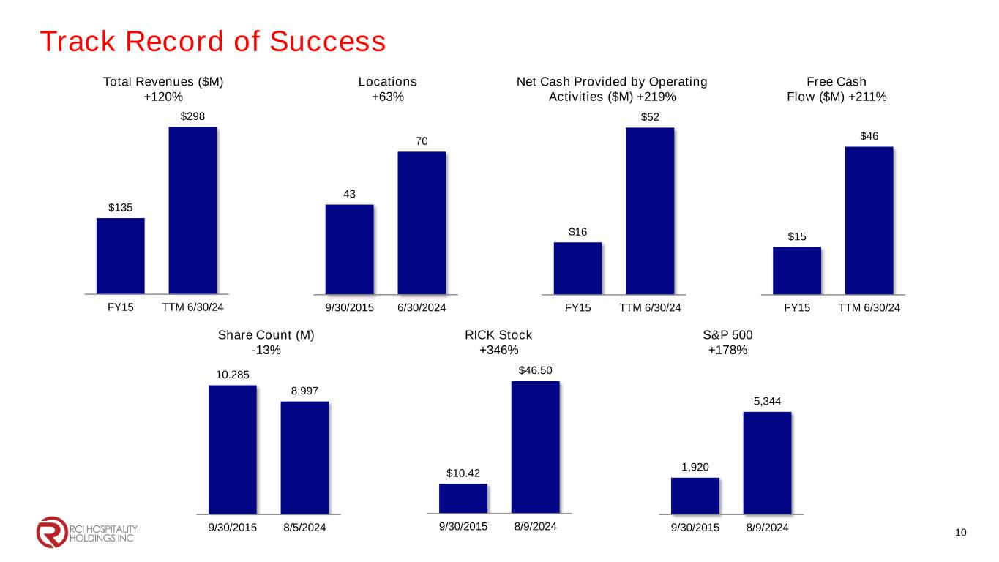 Track Record of Success
Total Revenues ($M)
+120%
$298
$135
FY15
TTM 6/30/24
Locations
+63%
70
43
9/30/2015
6/30/2024
Net Cash Provided by Operating
Activities ($M) +219%
$52
$16
FY15
TTM 6/30/24
Free Cash
Flow ($M) +211%
$46
$15
FY15
TTM 6/30/24
Share Count (M)
-13%
10.285
8.997
9/30/2015
8/5/2024
RICK Stock
+346%
$46.50
$10.42
9/30/2015
8/9/2024
S&P 500
+178%
5,344
1,920
9/30/2015
8/9/2024
RCI HOSPITALITY
HOLDINGS INC
10